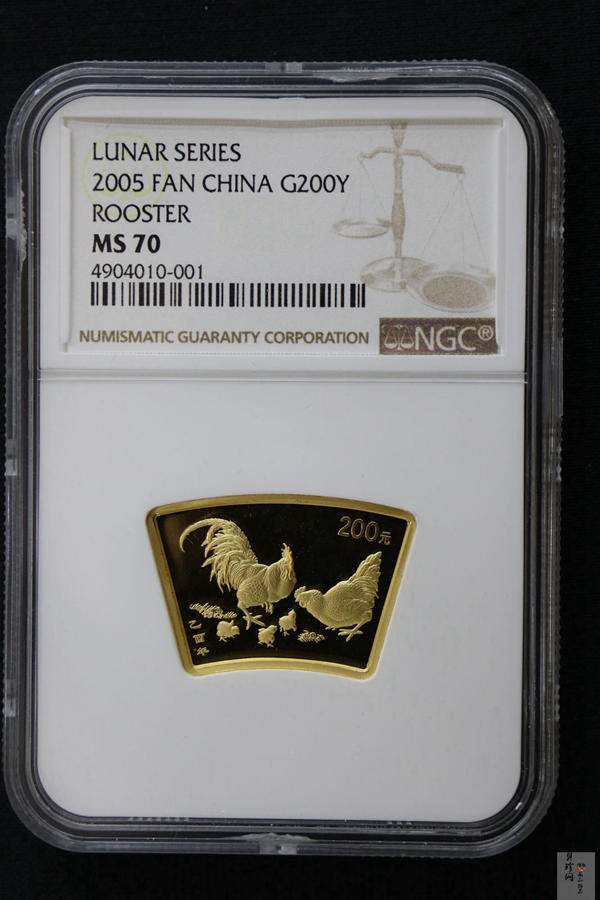 LUNAR SERIES
2005 FAN CHINA G200Y
ROOSTER
MS 70
4904010-001
NUMISMATIC GUARANTY CORPORATION
NGC®
200元
乙酉年